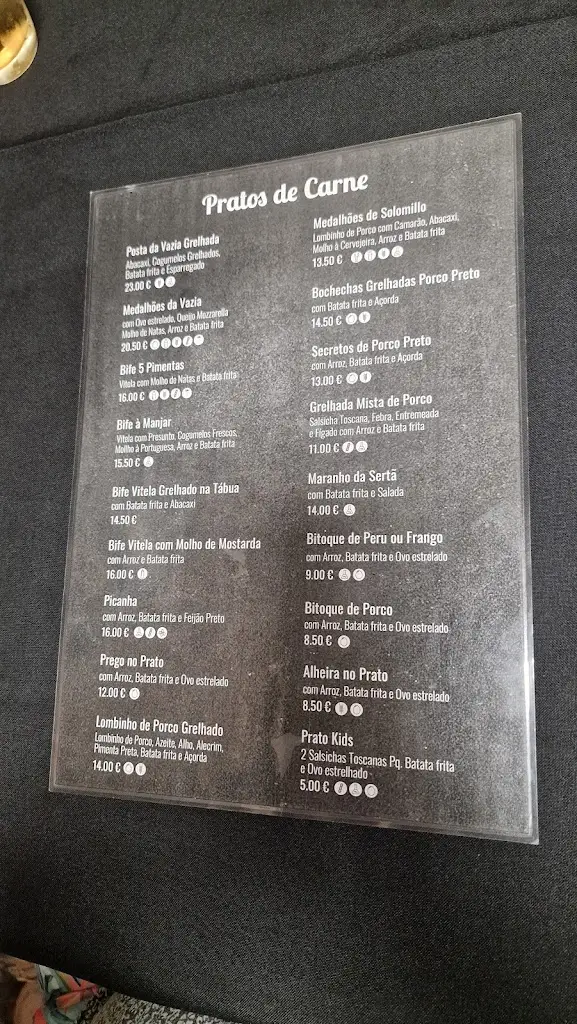 Pratos de Carne
Posta da Vazia Grelhada
Abacaxi, Cogumelos Grelhados,
Batata frita e Esparregado
23.00 €
Medalhões da Vazia
com Ovo estrelado, Queijo Mozzarella
Molho de Natas, Arroz e Batata frita
20.50 €
Bife 5 Pimentas
Vitela com Molho de Natas e Batata frita
16.00 €
Bife à Manjar
Vitela com Presunto, Cogumelos Frescos,
Molho à Portuguesa, Arroz e Batata frita
15.50 €
Bife Vitela Grelhado na Tábua
com Batata frita e Abacaxi
14.50 €
Bife Vitela com Molho de Mostarda
com Arroz e Batata frita
16.00 €
Picanha
com Arroz, Batata frita e Feijão Preto
16.00 €
Prego no Prato
com Arroz, Batata frita e Ovo estrelado
12.00 €
Lombinho de Porco Grelhado
Lombinho de Porco, Azeite, Alho, Alecrim,
Pimenta Preta, Batata frita e Açorda
14.00 €
Medalhões de Solomillo
Lombinho de Porco com Camarão, Abacaxi,
Molho à Cervejeira, Arroz e Batata frita
13.50 €
Bochechas Grelhadas Porco Preto
com Batata frita e Açorda
14.50 €
Secretos de Porco Preto
com Arroz, Batata frita e Açorda
13.00 €
Grelhada Mista de Porco
Salsicha Toscana, Febra, Entremeada
e Fígado com Arroz e Batata frita
11.00 €
Maranho da Sertã
com Batata frita e Salada
14.00 €
Bitoque de Peru ou Frango
com Arroz, Batata frita e Ovo estrelado
9.00 €
Bitoque de Porco
com Arroz, Batata frita e Ovo estrelado
8.50 €
Alheira no Prato
com Arroz, Batata frita e Ovo estrelado
8.50 €
Prato Kids
2 Salsichas Toscanas Pq. Batata frita
e Ovo estrelhado
5.00 €